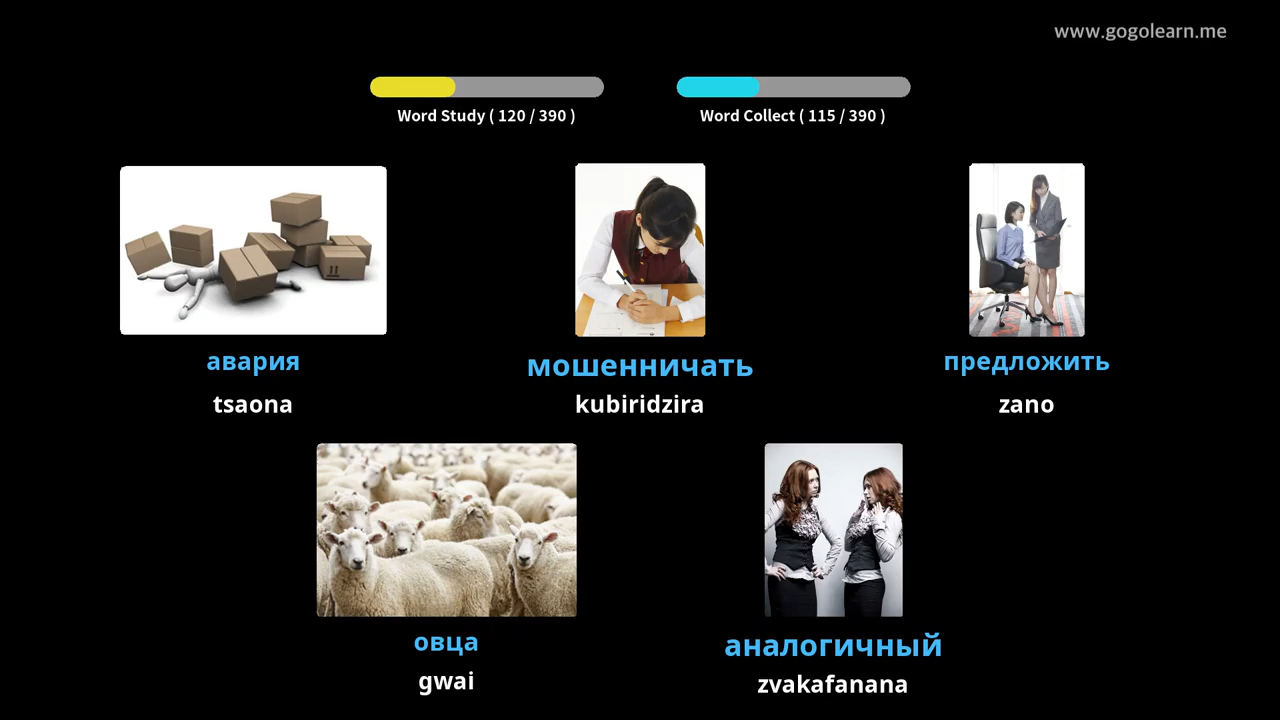 www.gogolearn.me
Word Study ( 120 / 390 )
Word Collect ( 115 / 390 )
авария
мошенничать
предложить
tsaona
kubiridzira
zano
овца
аналогичный
gwai
zvakafanana